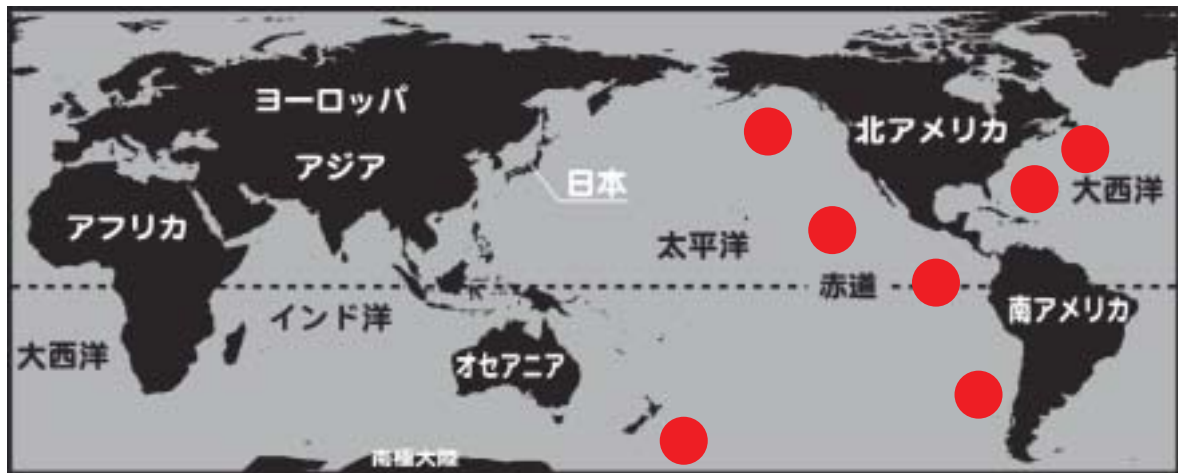 ヨーロッパ
北アメリカ
アジア
日本
大西洋
アフリカ
太平洋
赤道
インド洋
南アメリカ
大西洋
オセアニア
南極大陸